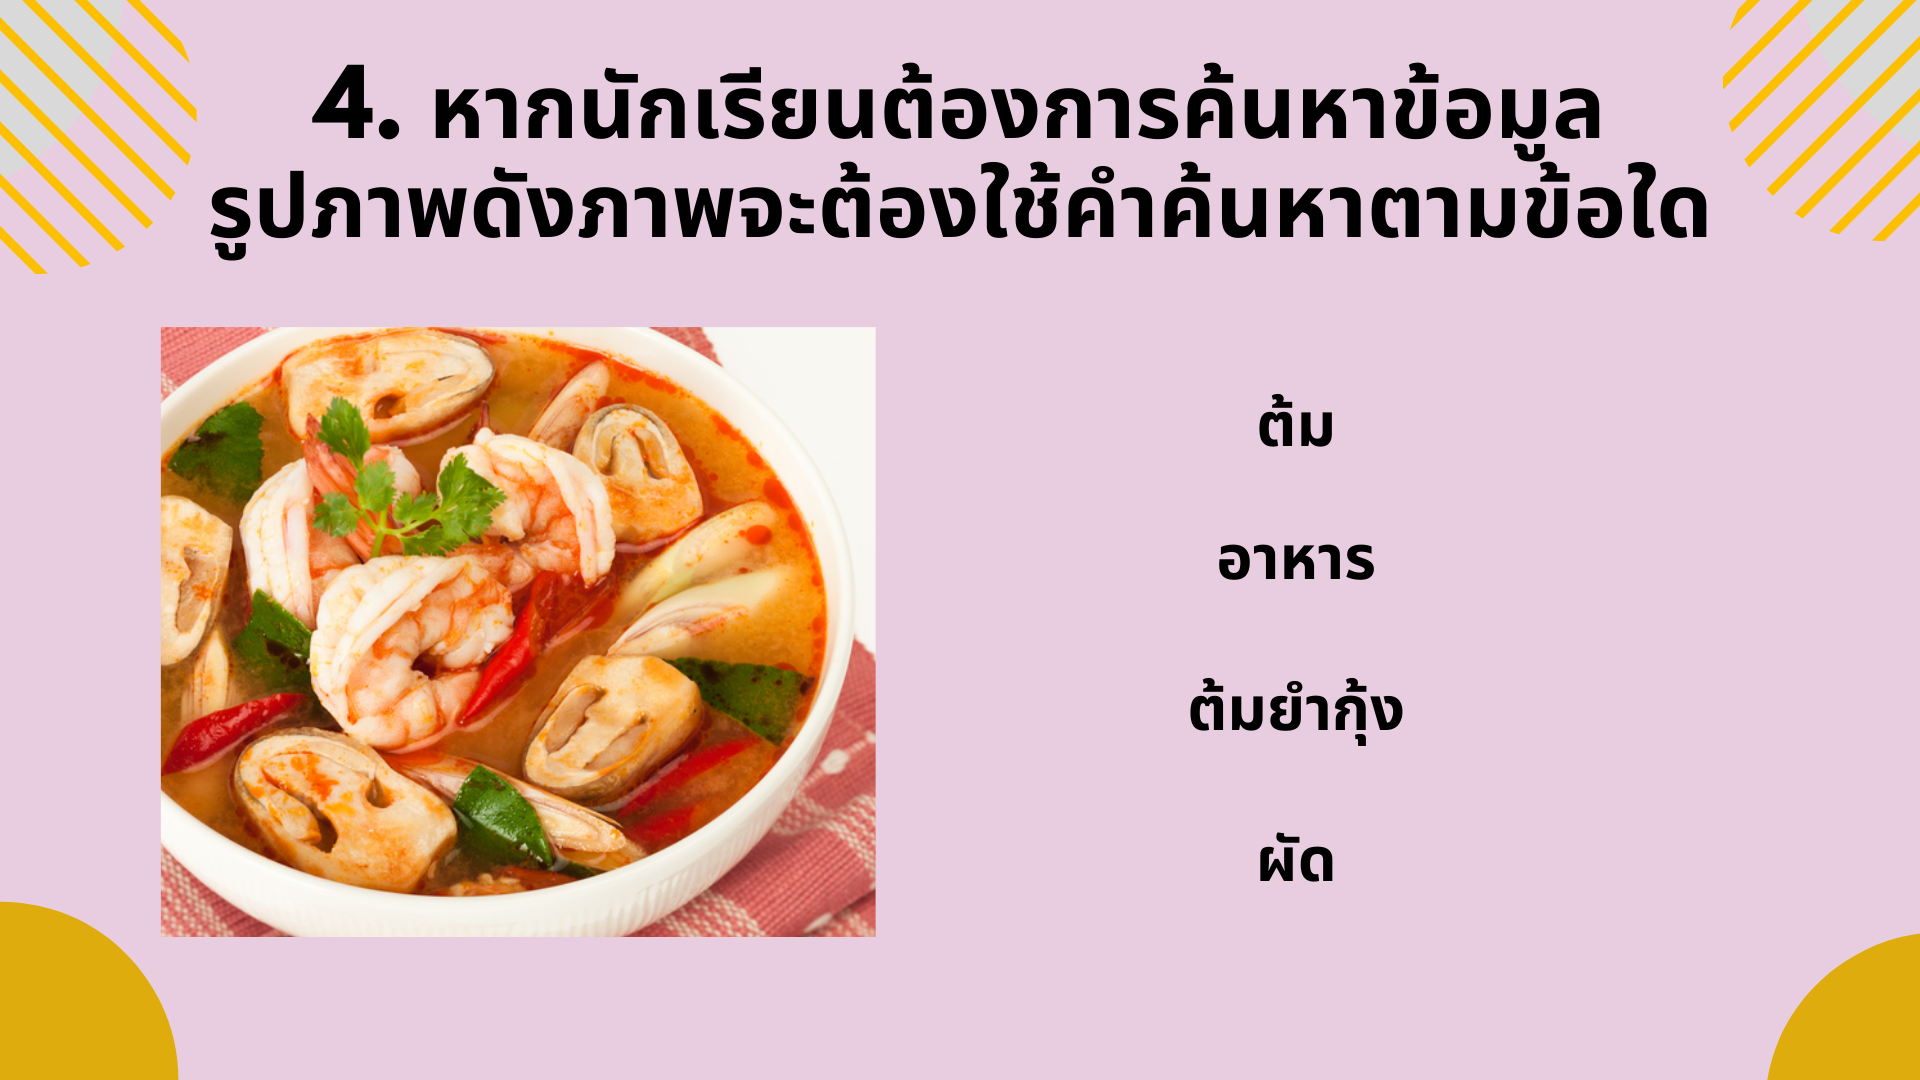 4. หากนักเรียนต้องการค้นหาข้อมูล
รูปภาพดังภาพจะต้องใช้คำค้นหาตามข้อใด
ต้ม
อาหาร
ต้มยำกุ้ง
ผัด